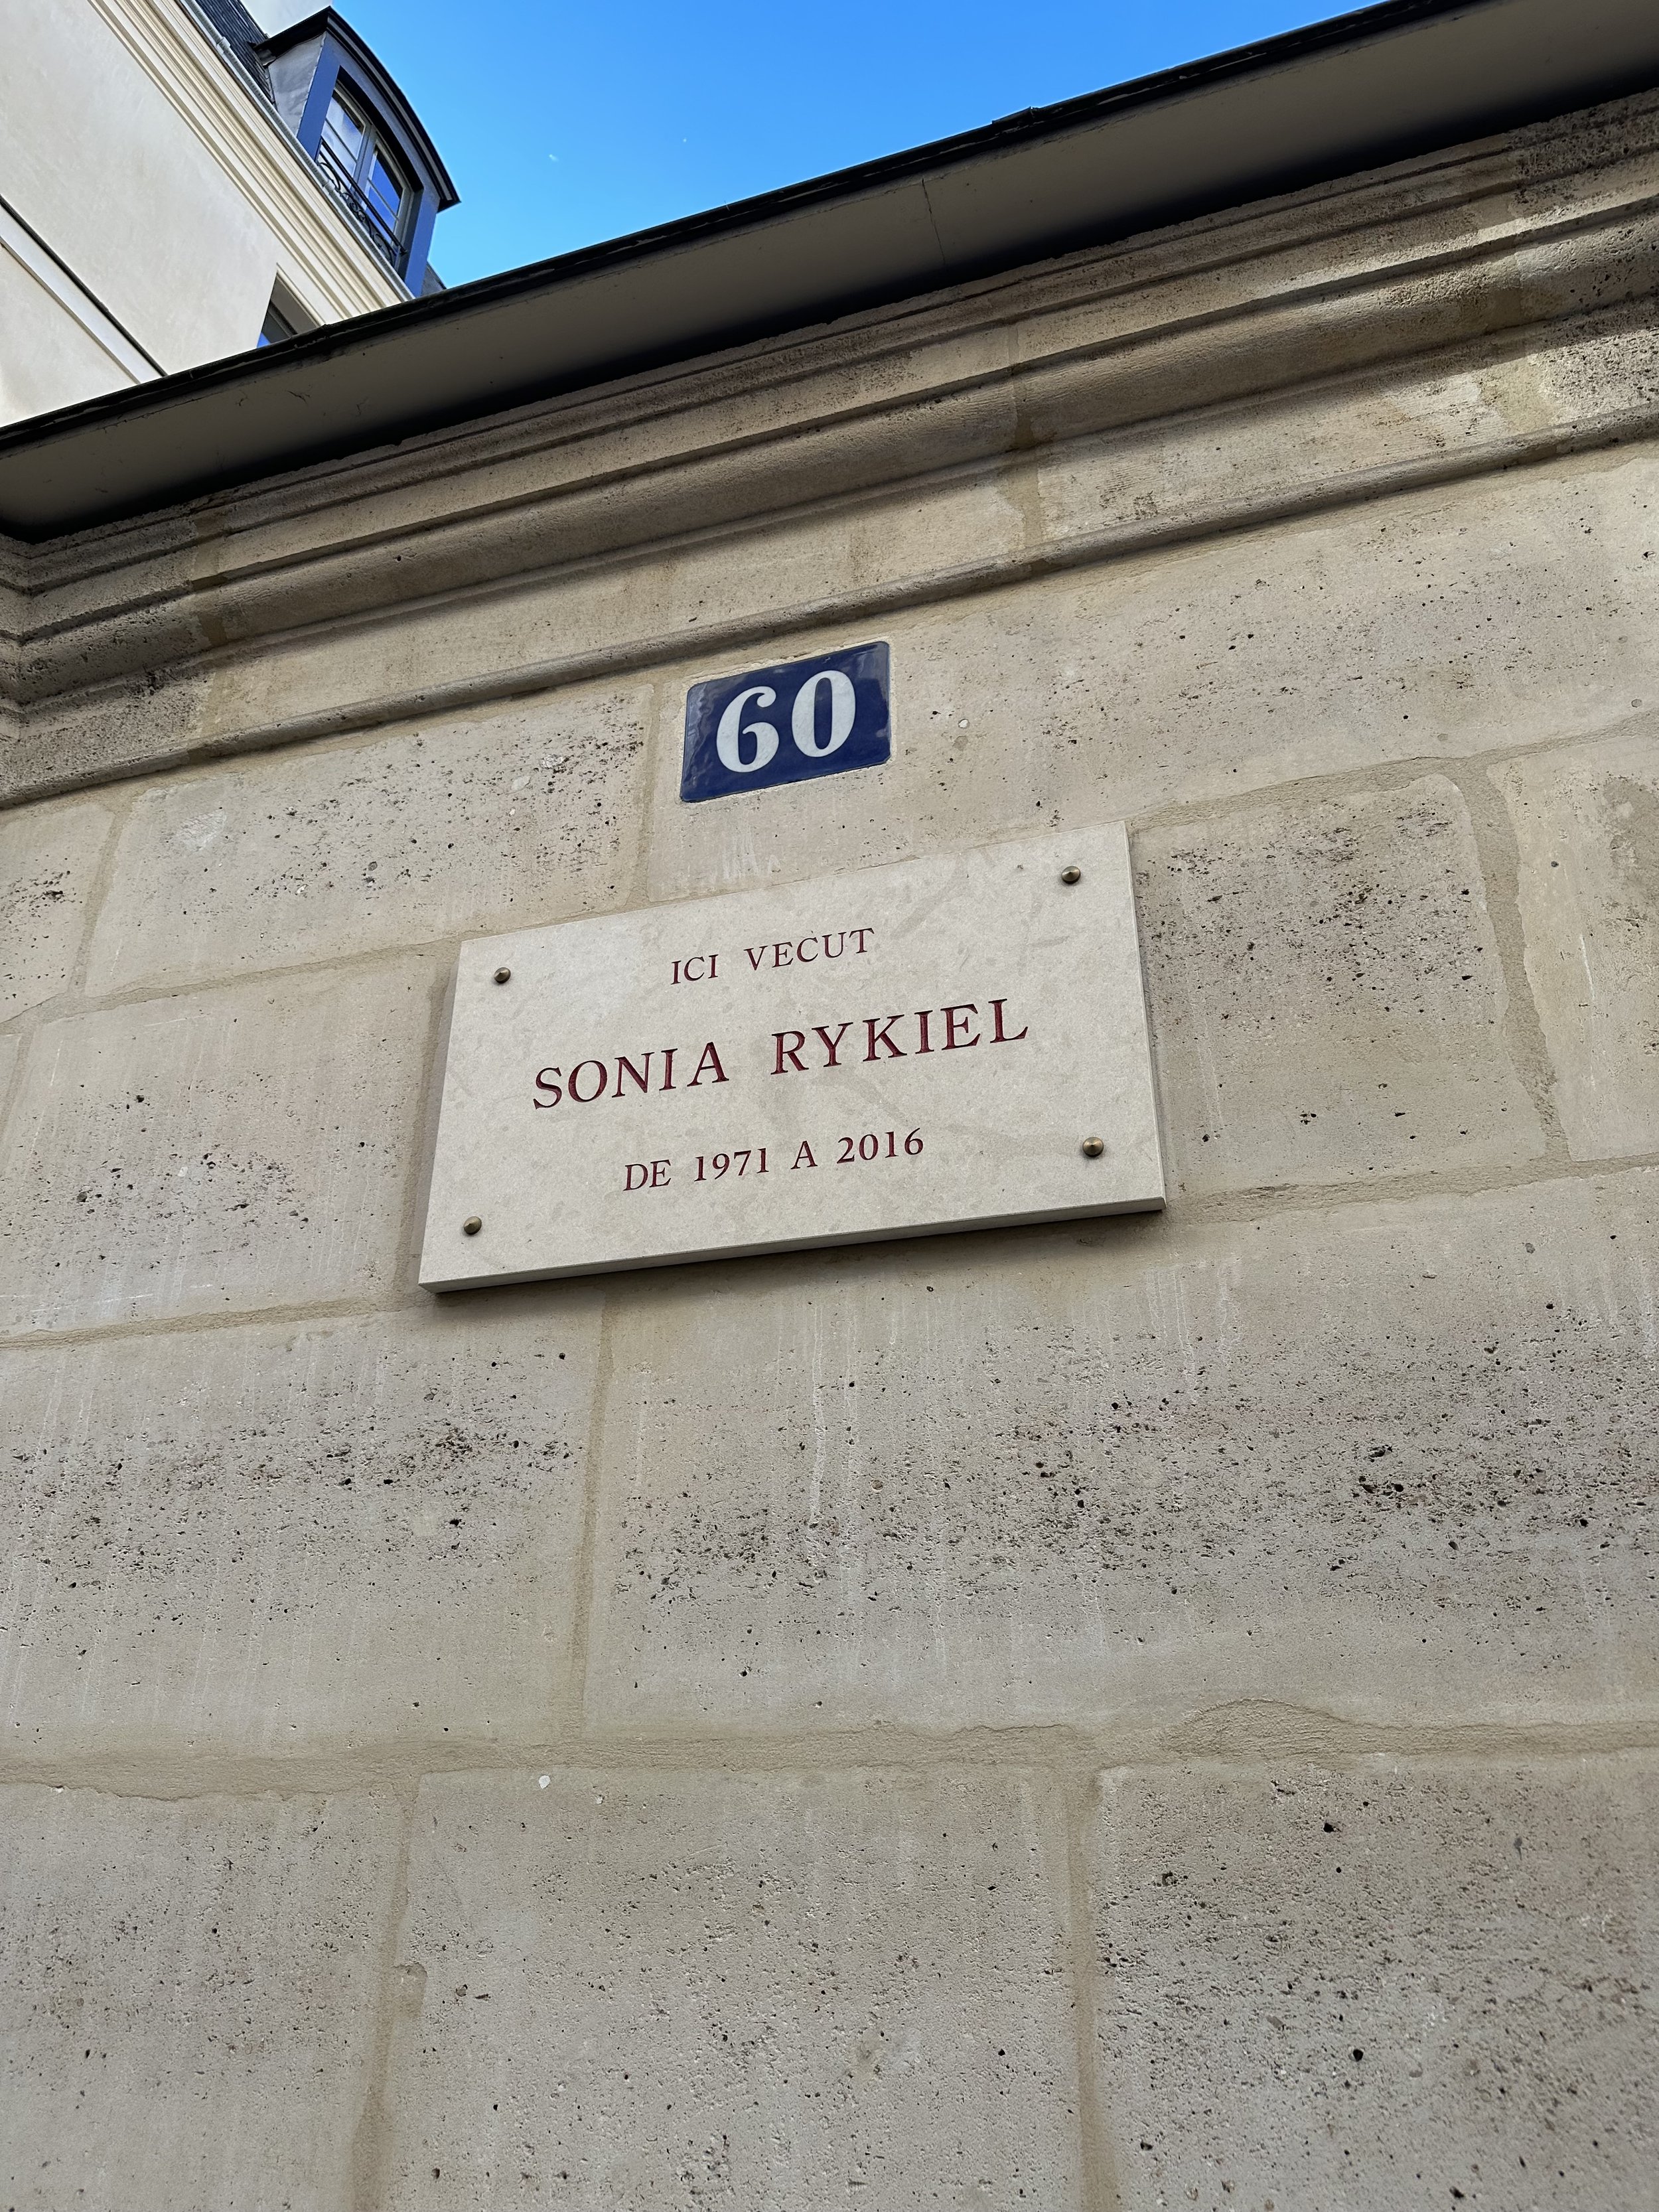 60
ICI VECUT
SONIA RYKIEL
DE 1971 A 2016